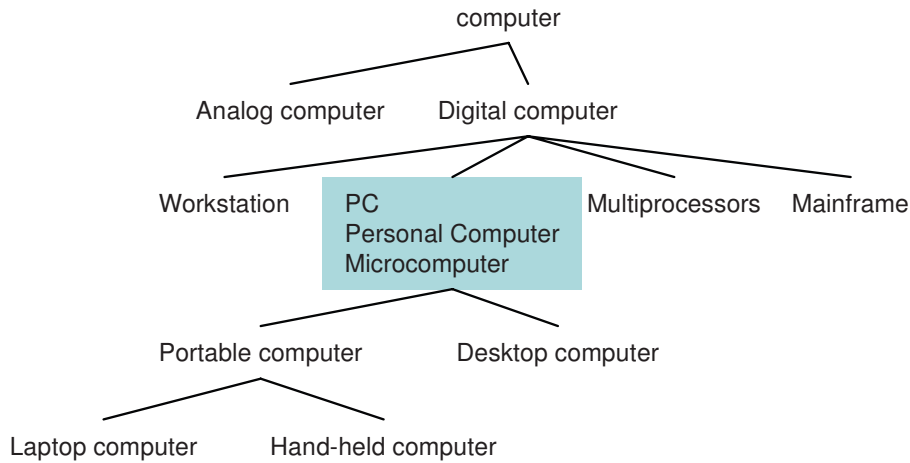 computer
Analog computer
Digital computer
Workstation
PC
Personal Computer
Microcomputer
Multiprocessors
Mainframe
Portable computer
Desktop computer
Laptop computer
Hand-held computer